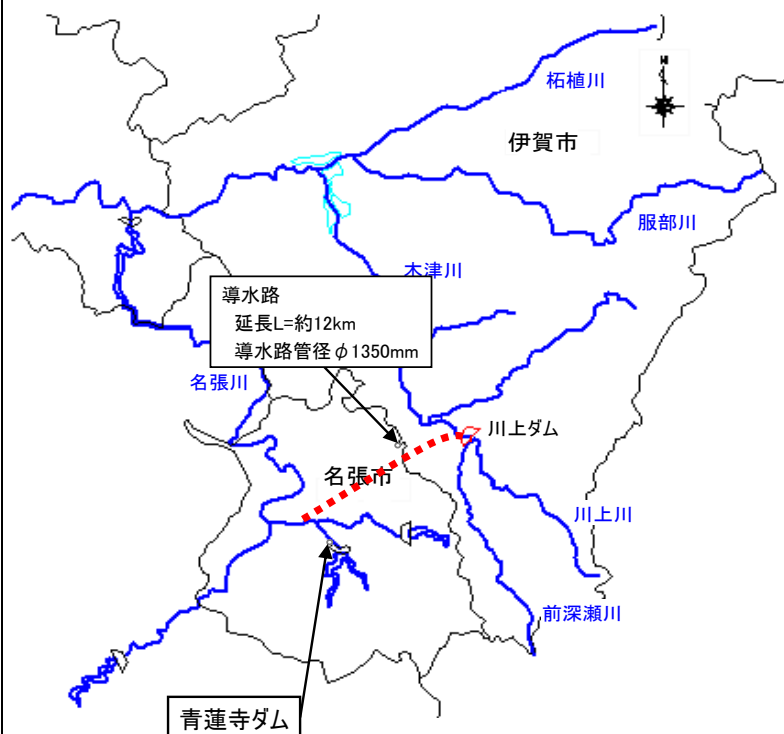 柘植川
N
伊賀市
服部川
木津川
導水路
延長L=約12km
導水路管径φ1350mm
名張川
川上ダム
名張市
川上川
前深瀬川
青蓮寺ダム